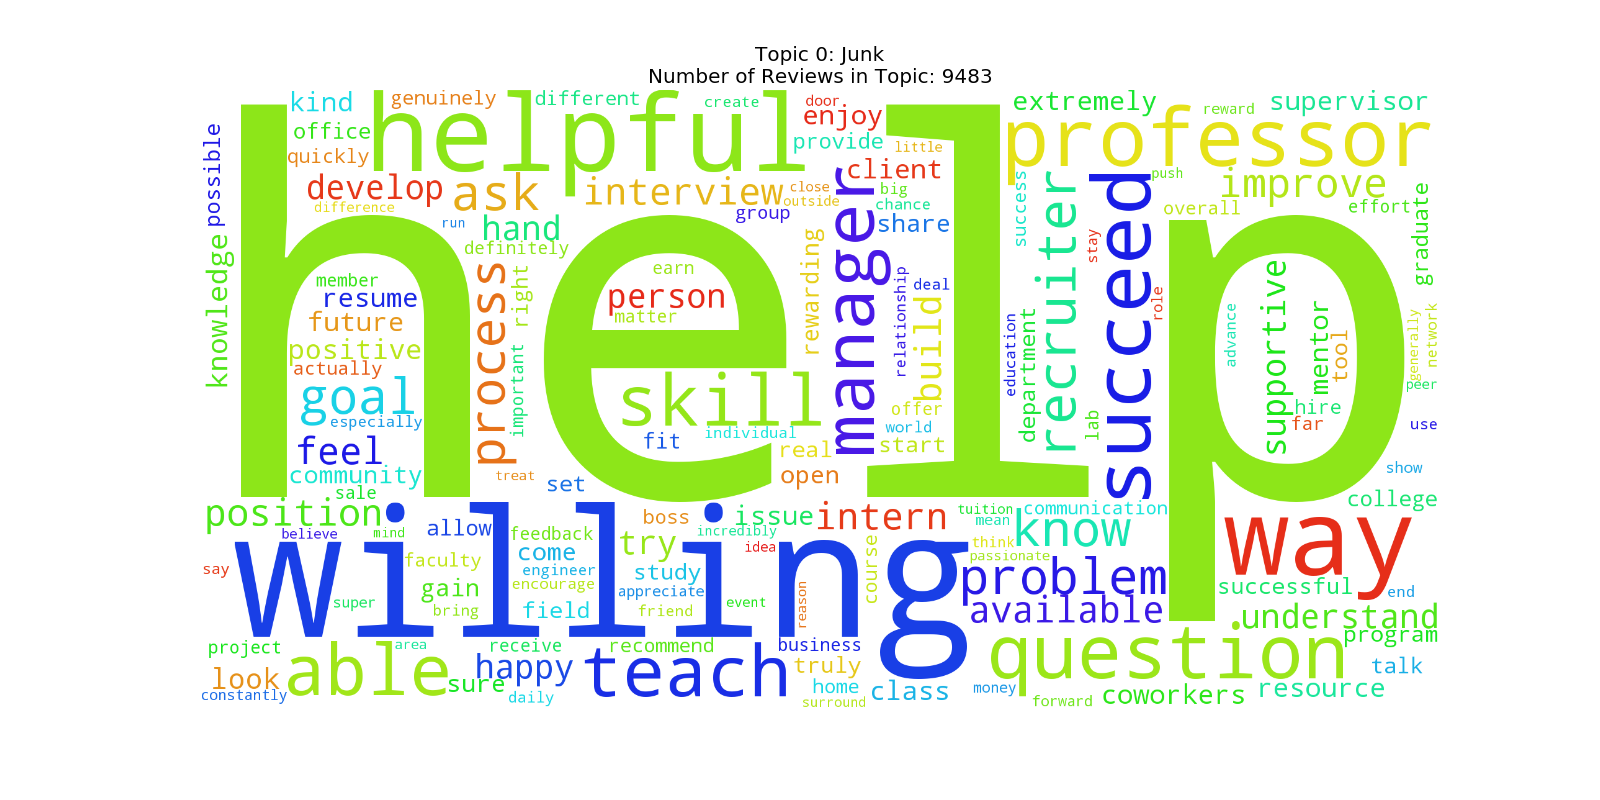 Topic 0: Junk
Number of Reviews in Topic: 9483
kind
genuinely
different
create
door
enjoy
extremely
reward
supervisor
office
helpful
provide
little
professor
quickly
possible
develop
ask
interview
close
outside
client
big
chance
push
improve
difference
run
hand
group
share
success
overall
effort
graduate
definitely
knowledge
help
member
earn
resume
person
matter
future
positive
actually
goal
especially
feel
community
sale
process
right
important
treat
set
skill
fit
individual
rewarding
manager
real
open
relationship
deal
build
offer
world
start
education
department
recruiter
lab
stay
succeed
role
advance
supportive
mentor
tool
hire
far
generally
network
peer
use
show
college
position
believe
mind
allow
feedback
boss
incredibly
issue
intern
tuition
mean
communication
know
way
willing
say
super
faculty
gain
bring
come
engineer
encourage
field
try
study
appreciate
friend
idea
event
reason
course
think
passionate
problem
available
successful
end
understand
project
area
receive
recommend
business
question
program
look
able
happy
teach
truly
talk
constantly
sure
daily
home
surround
class
money
forward
coworkers
resource